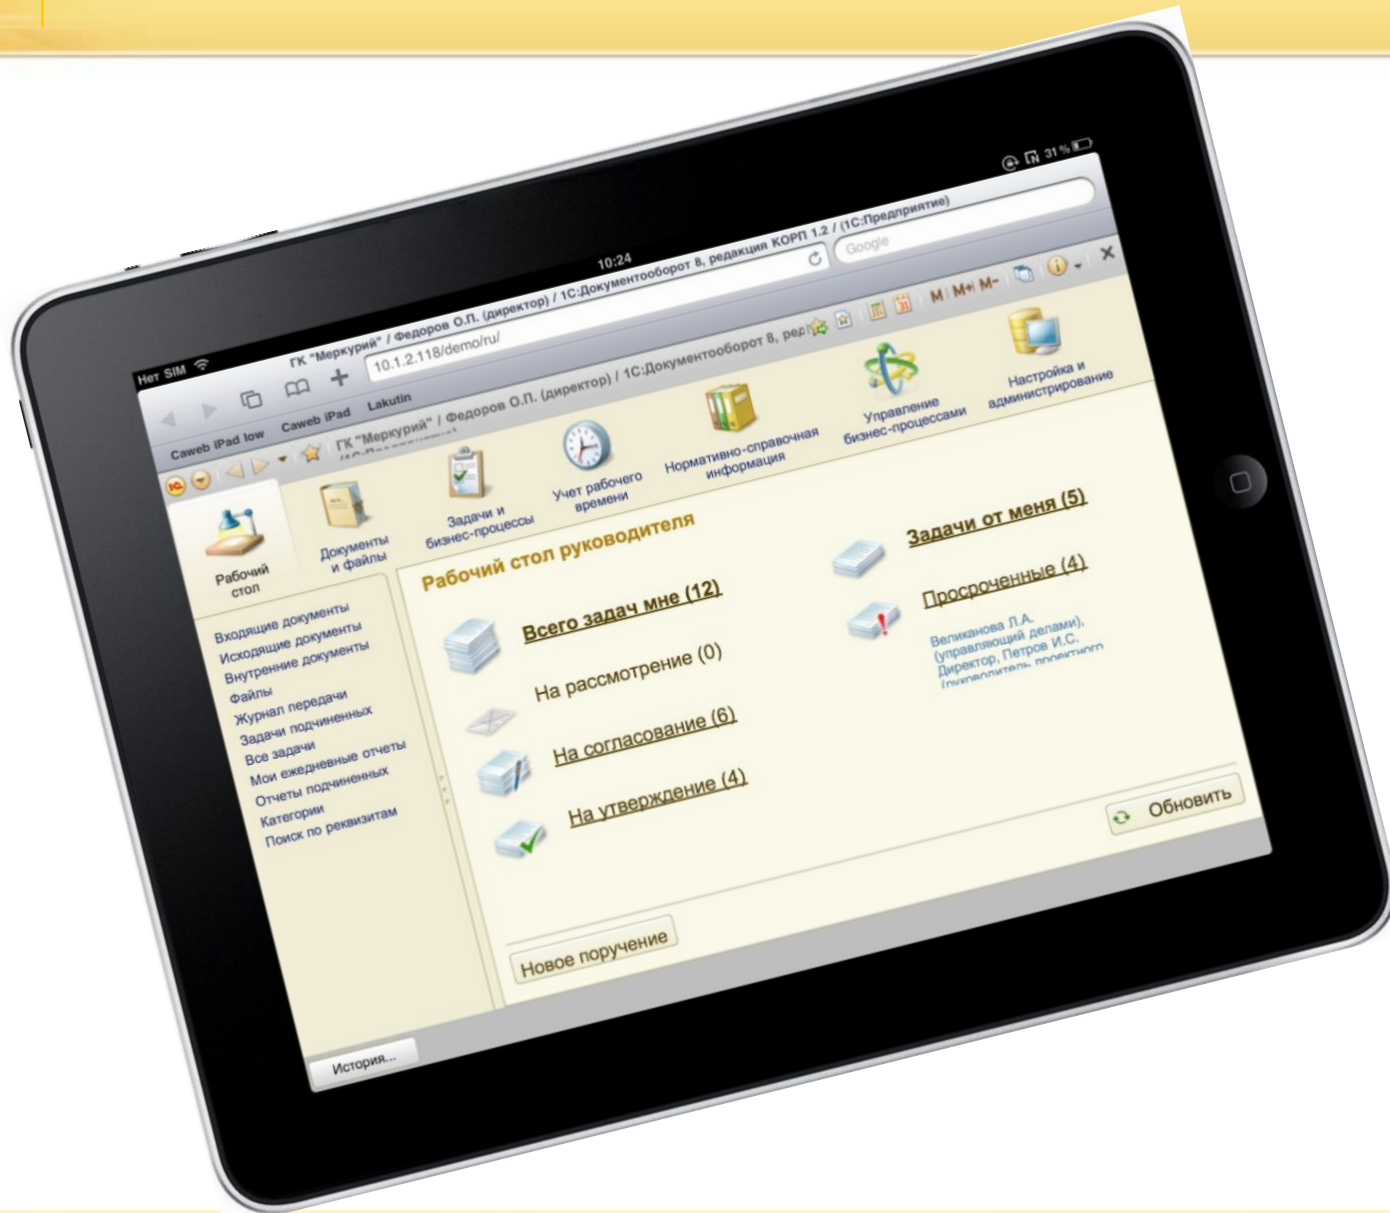 Нет SIM
10:24
31 %
ГК "Меркурий" / Федоров О.П. (директор) / 1С:Документооборот 8, редакция КОРП 1.2 / (1С:Предприятие)
10.1.2.118/demo/ru/
Google
Caweb iPad low
Caweb iPad
Lakutin
ГК "Меркурий" / Федоров О.П. (директор) / 1С:Документооборот 8, ред
31
M
M+
M-
Рабочий
стол
Документы
и файлы
Задачи и
бизнес-процессы
Учет рабочего
времени
Нормативно-справочная
информация
Управление
бизнес-процессами
Настройка и
администрирование
Входящие документы
Исходящие документы
Внутренние документы
Файлы
Журнал передачи
Задачи подчиненных
Все задачи
Мои ежедневные отчеты
Отчеты подчиненных
Категории
Поиск по реквизитам
Рабочий стол руководителя
Всего задач мне (12)
На рассмотрение (0)
На согласование (6)
На утверждение (4)
Задачи от меня (5)
Просроченные (4)
Великанова Л.А.
(управляющий делами),
Директор, Петров И.С.
(руководитель проектного
Обновить
Новое поручение
История...